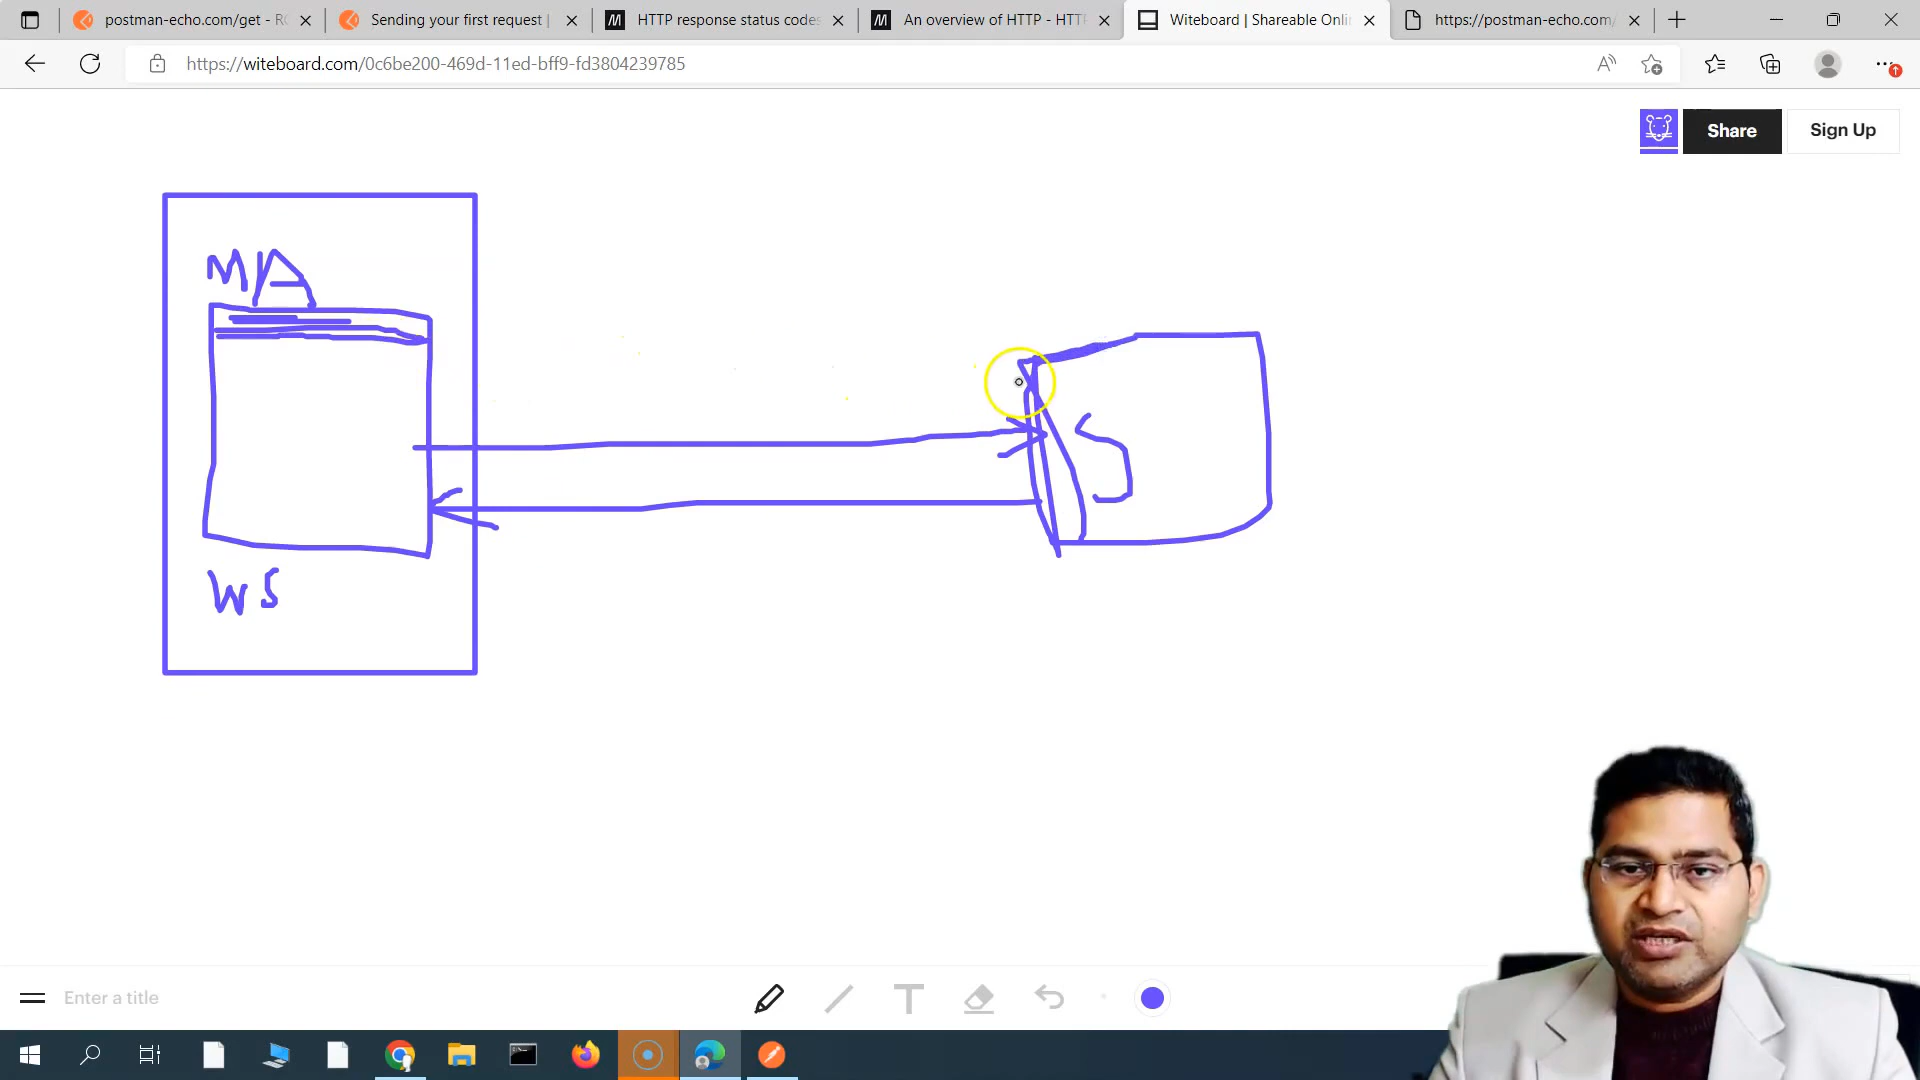 postman-echo.com/get - R
Sending your first request |
HTTP response status codes
An overview of HTTP - HTT
Witeboard | Shareable Onli
https://postman-echo.com/
https://witeboard.com/0c6be200-469d-11ed-bff9-fd3804239785
Share
Sign Up
MA
S
WS
Enter a title
T